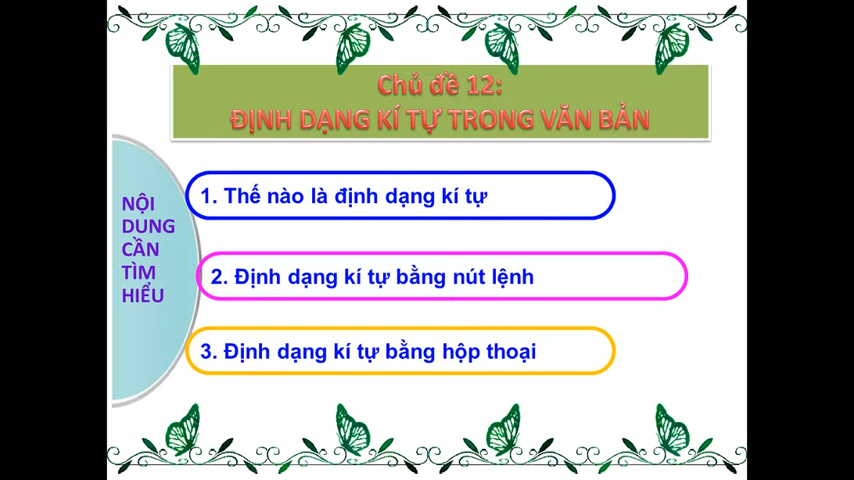 Chủ đề 12:
ĐỊNH DẠNG KÍ TỰ TRONG VĂN BẢN
NỘI
DUNG
CẦN
TÌM
HIỂU
1. Thế nào là định dạng kí tự
2. Định dạng kí tự bằng nút lệnh
3. Định dạng kí tự bằng hộp thoại